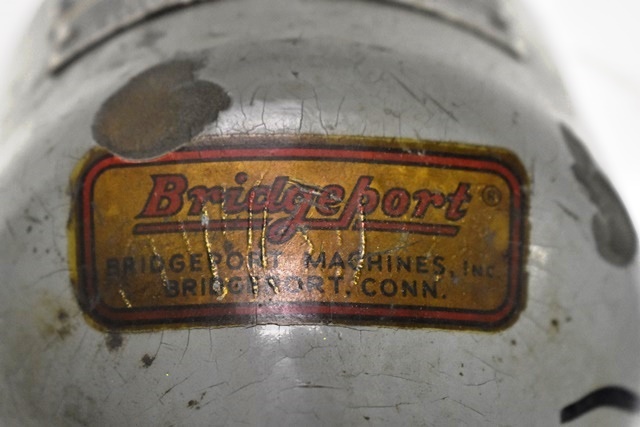 Bridgeport®
BRIDGEPORT MACHINES, INC.
BRIDGEPORT, CONN.